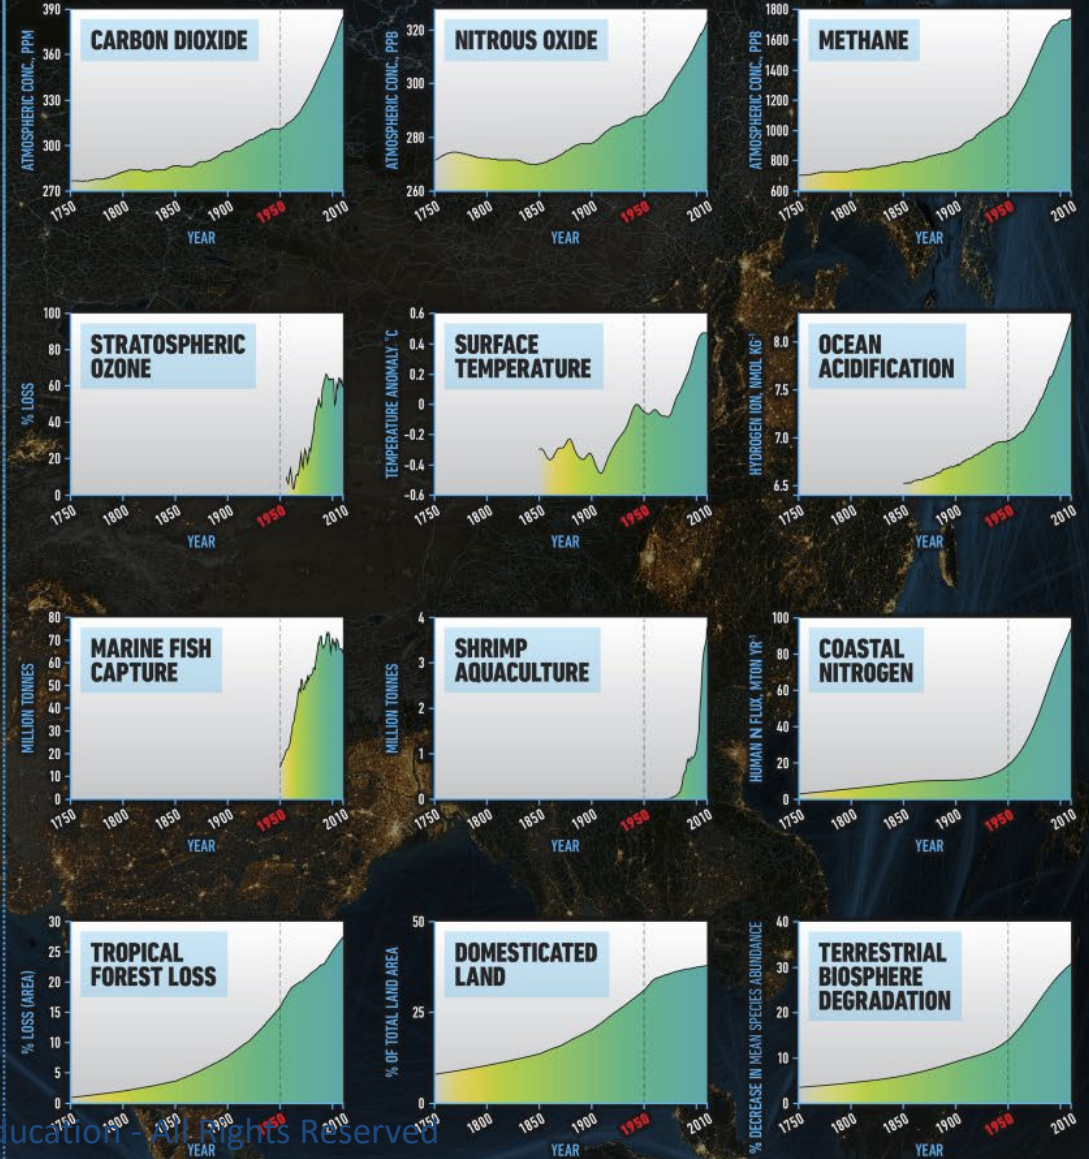 390
360
330
300
270
ATMOSPHERIC CONC., PPM
CARBON DIOXIDE
1750
1800
1850
1900
1950
2010
YEAR
320
300
280
260
ATMOSPHERIC CONC., PPB
NITROUS OXIDE
1750
1800
1850
1900
1950
2010
YEAR
1800
1600
1400
1200
1000
800
600
ATMOSPHERIC CONC., PPB
METHANE
1750
1800
1850
1900
1950
2010
YEAR
100
80
60
40
20
0
% LOSS
STRATOSPHERIC
OZONE
1750
1800
1850
1900
1950
2010
YEAR
0.6
0.4
0.2
0
-0.2
-0.4
-0.6
TEMPERATURE ANOMALY °C
SURFACE
TEMPERATURE
1750
1800
1850
1900
1950
2010
YEAR
8.0
7.5
7.0
6.5
HYDROGEN ION, NMOL KG⁻¹
OCEAN
ACIDIFICATION
1750
1800
1850
1900
1950
2010
YEAR
80
70
60
50
40
30
20
10
0
MILLION TONNES
MARINE FISH
CAPTURE
1750
1800
1850
1900
1950
2010
YEAR
4
3
2
1
0
MILLION TONNES
SHRIMP
AQUACULTURE
1750
1800
1850
1900
1950
2010
YEAR
100
80
60
40
20
0
HUMAN N FLUX, MTON YR⁻¹
COASTAL
NITROGEN
1750
1800
1850
1900
1950
2010
YEAR
30
25
20
15
10
5
0
% LOSS (AREA)
TROPICAL
FOREST LOSS
1750
1800
1850
1900
1950
2010
YEAR
50
25
0
% OF TOTAL LAND AREA
DOMESTICATED
LAND
1750
1800
1850
1900
1950
2010
YEAR
40
30
20
10
0
% DECREASE IN MEAN SPECIES ABUNDANCE
TERRESTRIAL
BIOSPHERE
DEGRADATION
1750
1800
1850
1900
1950
2010
YEAR
ucation - All Rights Reserved